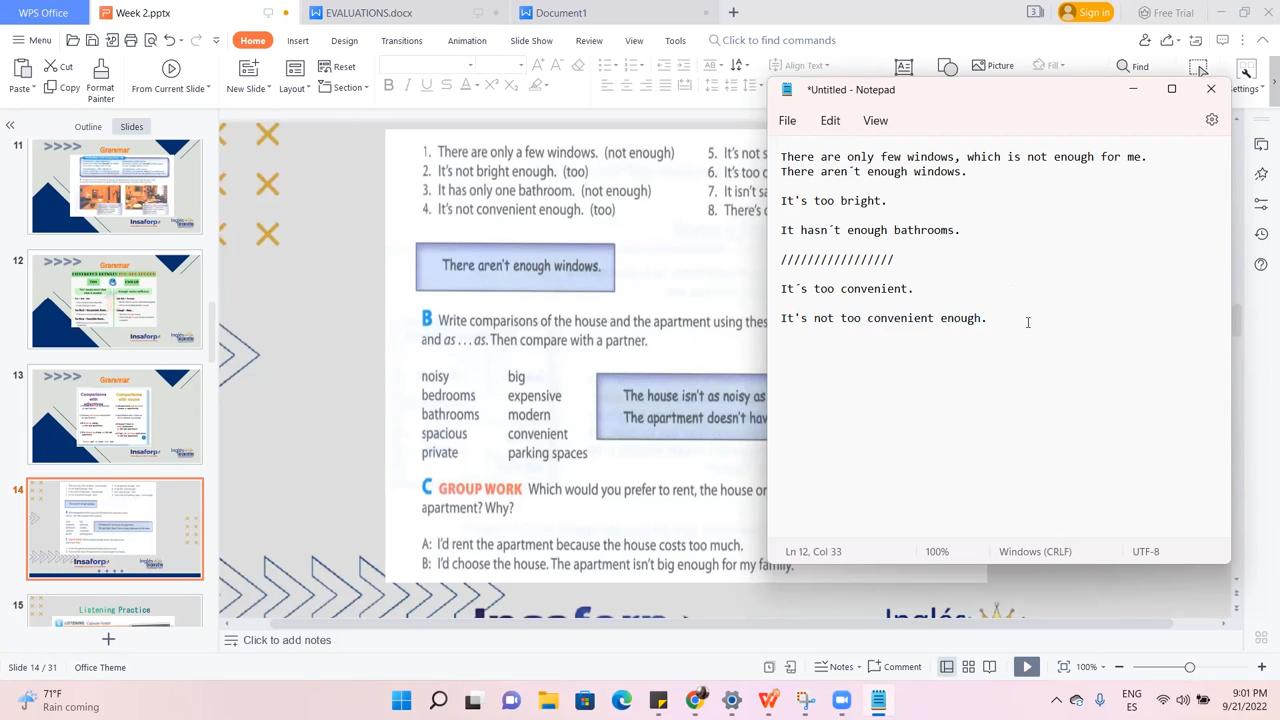 WPS Office
Week 2.pptx
EVALUATIONS.docx
Document1
3
Sign in
Free Trial
Menu
Home
Insert
Design
Transitions
Animation
Slide Show
Review
View
Tools
Click to find commands
Cut
Copy
Format
Painter
From Current Slide
New Slide
Layout
Reset
Section
Align Text
Picture
Find
Settings
Outline
Slides
11
Grammar
12
Grammar
13
Grammar
14
15
Listening Practice
1. There are only a few windows. (not enough)
2. It's not bright enough. (too)
3. It has only one bathroom. (not enough)
4. It's not convenient enough. (too)
5. It's not s
6. It's too c
7. It isn't sa
8. There's
There aren't enough windows.
B Write comparisons of the house and the apartment using these
and as . . . as. Then compare with a partner.
noisy big
bedrooms expensive
bathrooms modern
spacious convenient
private parking spaces
The house isn't as noisy as
The apartment doesn't hav
C GROUP which would you prefer to rent, the house or
apartment? Why?
A: I'd rent the apartment because the house costs too much.
B: I'd choose the house. The apartment isn't big enough for my family.
Insaforp
Inglés
*Untitled - Notepad
File
Edit
View
only few windows, which is not enough for me.
There aren´t enough windows.
It's too bright.
It hasn´t enough bathrooms.
////////////////
It's too convenient.
It's not too convenient enough.
Ln 12, Col 33
100%
Windows (CRLF)
UTF-8
Click to add notes
Slide 14 / 31
Office Theme
Notes
Comment
100%
71°F
Rain coming
ENG
ES
9:01 PM
9/21/2022